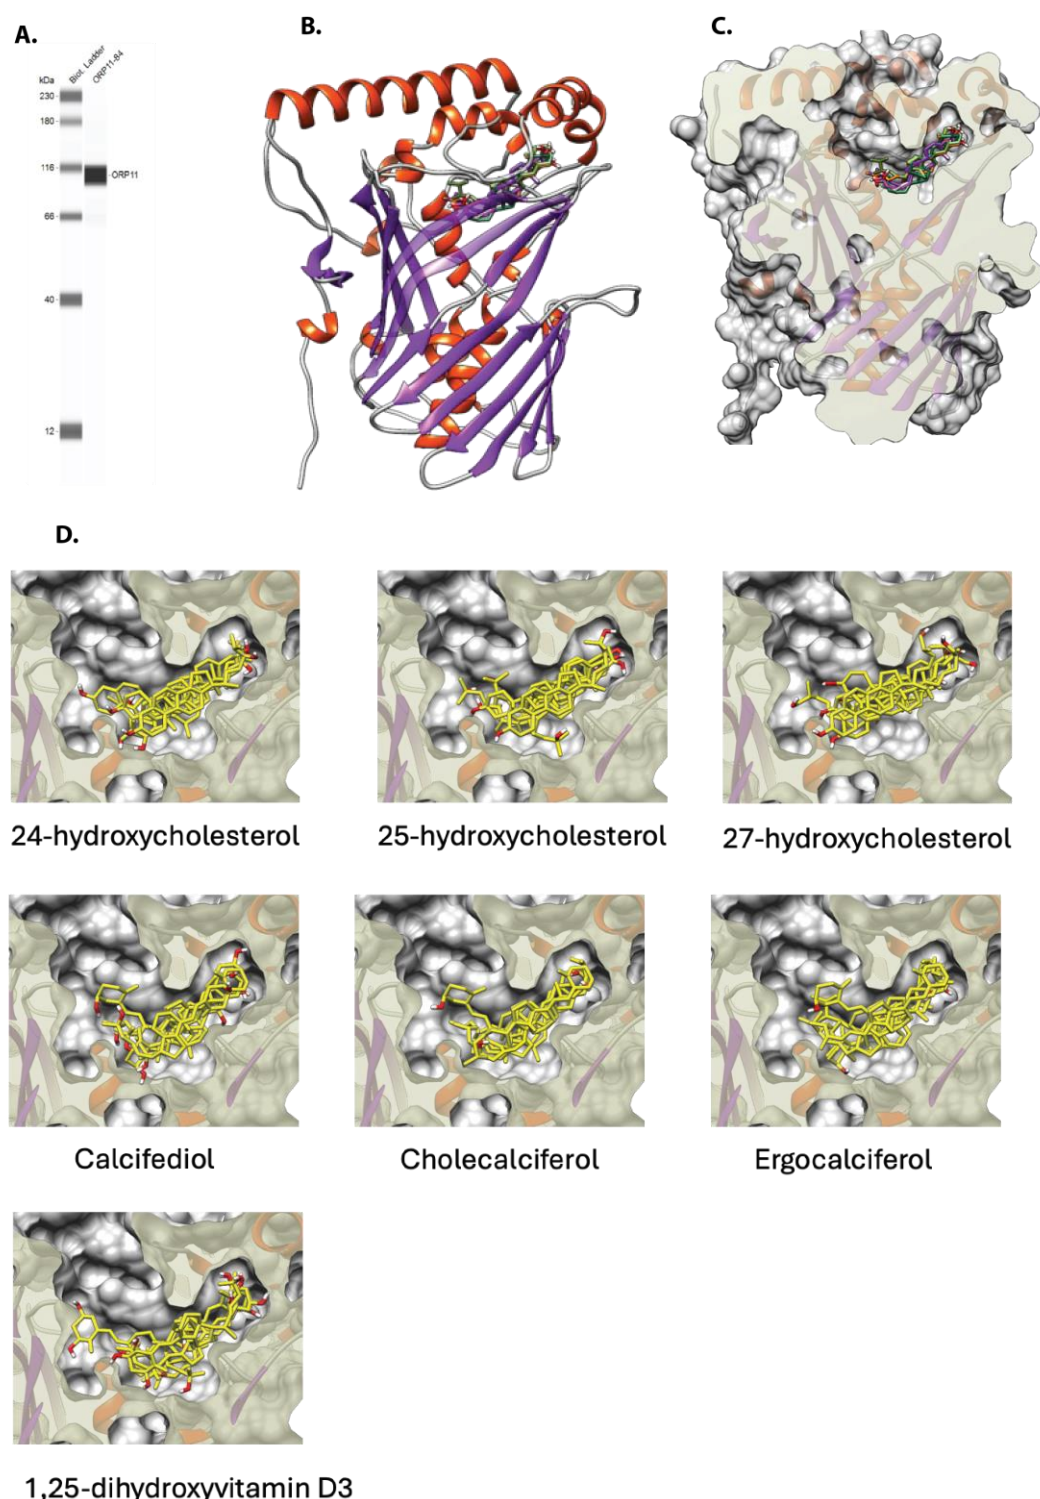 A.
B.
C.
kDa
Biot. Ladder
ORP11-84
230
180
116
ORP11
66
40
12
D.
24-hydroxycholesterol
25-hydroxycholesterol
27-hydroxycholesterol
Calcifediol
Cholecalciferol
Ergocalciferol
1,25-dihydroxyvitamin D3